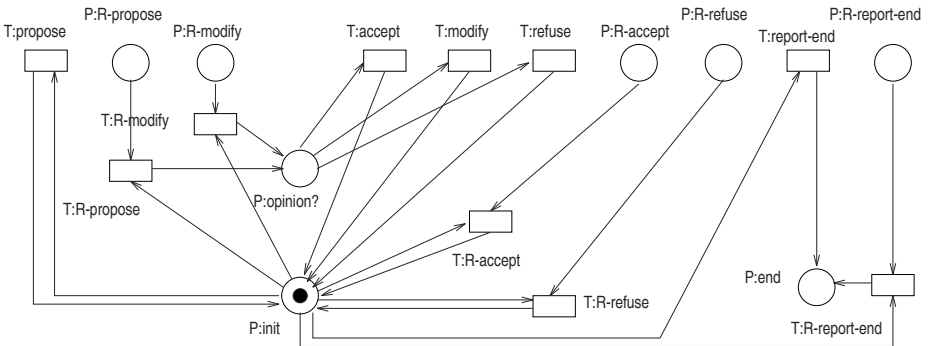 P:R-propose
P:R-refuse
P:R-report-end
T:propose
P:R-modify
T:accept
T:modify
T:refuse
P:R-accept
T:report-end
T:R-modify
T:R-propose
P:opinion?
T:R-accept
P:end
T:R-refuse
P:init
T:R-report-end